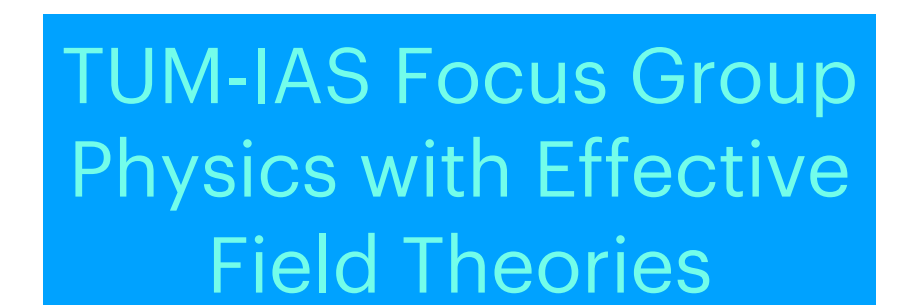 TUM-IAS Focus Group
Physics with Effective
Field Theories